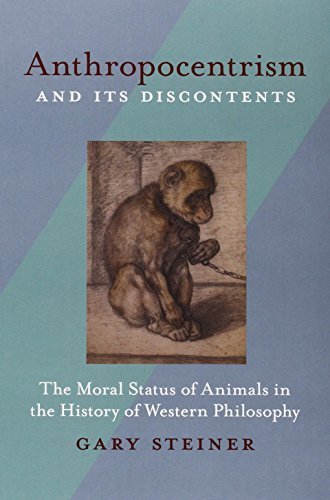 Anthropocentrism
AND ITS DISCONTENTS
The Moral Status of Animals in
the History of Western Philosophy
GARY STEINER